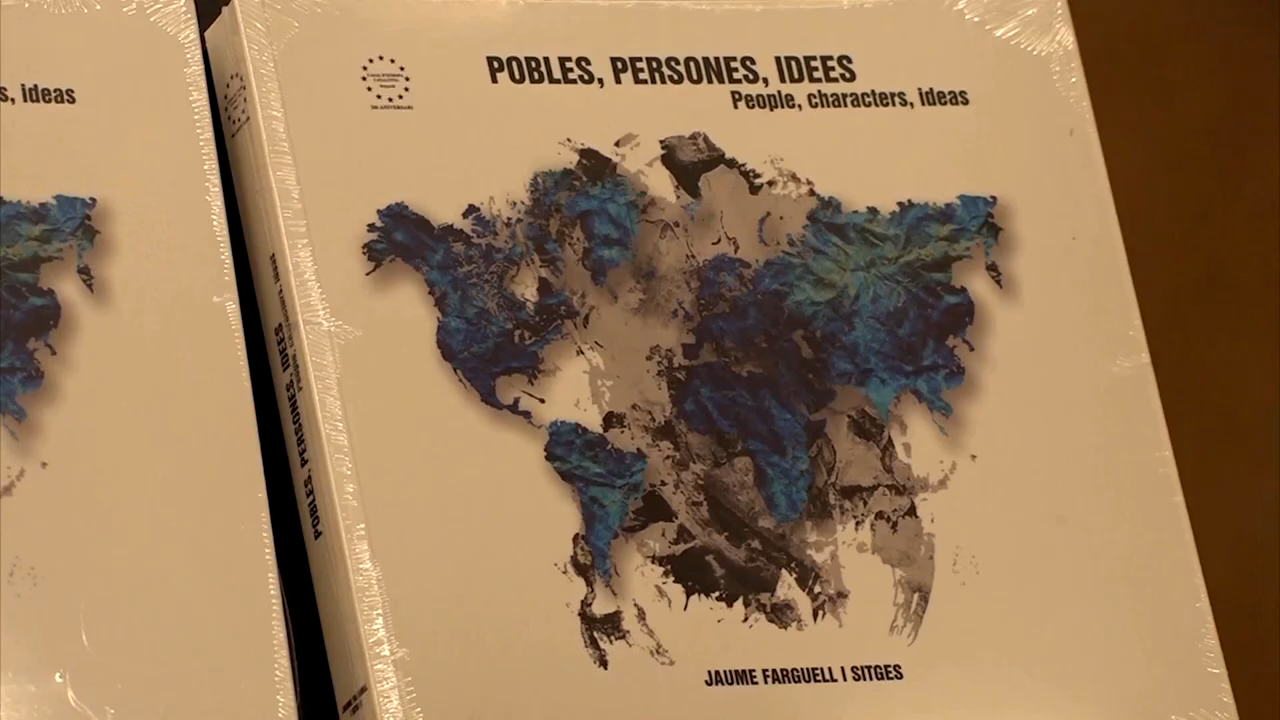 s, ideas
POBLES, PERSONES, IDEES
People, characters, ideas
JAUME FARGUELL I SITGES
POBLES, PERSONES, IDEES